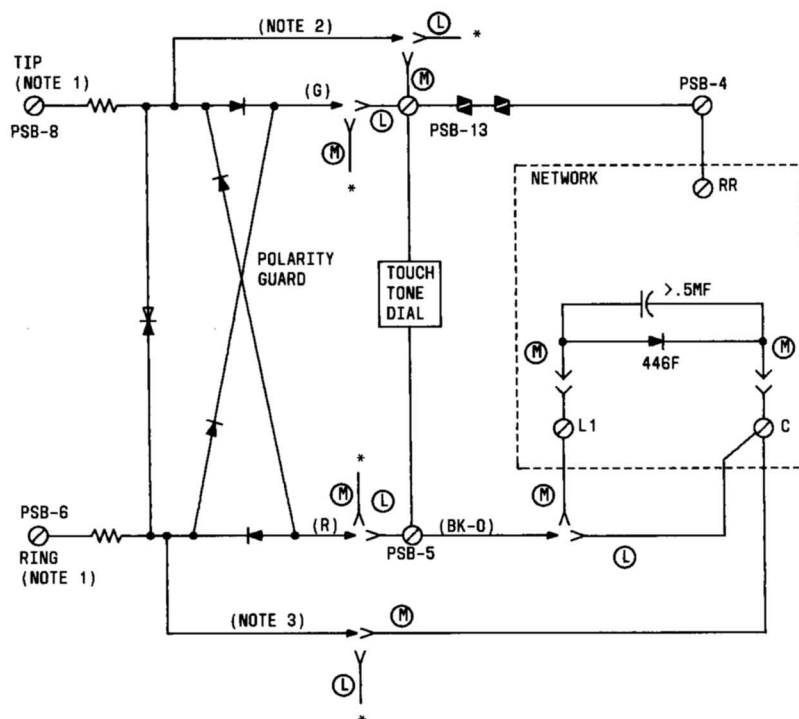 (NOTE 2)
L
*
TIP
(NOTE 1)
PSB-8
(G)
M
L
PSB-13
PSB-4
M
*
NETWORK
RR
POLARITY
GUARD
TOUCH
TONE
DIAL
>.5MF
M
446F
M
L1
C
*
PSB-6
M
L
M
(R)
(BK-O)
PSB-5
RING
(NOTE 1)
L
(NOTE 3)
M
L
*